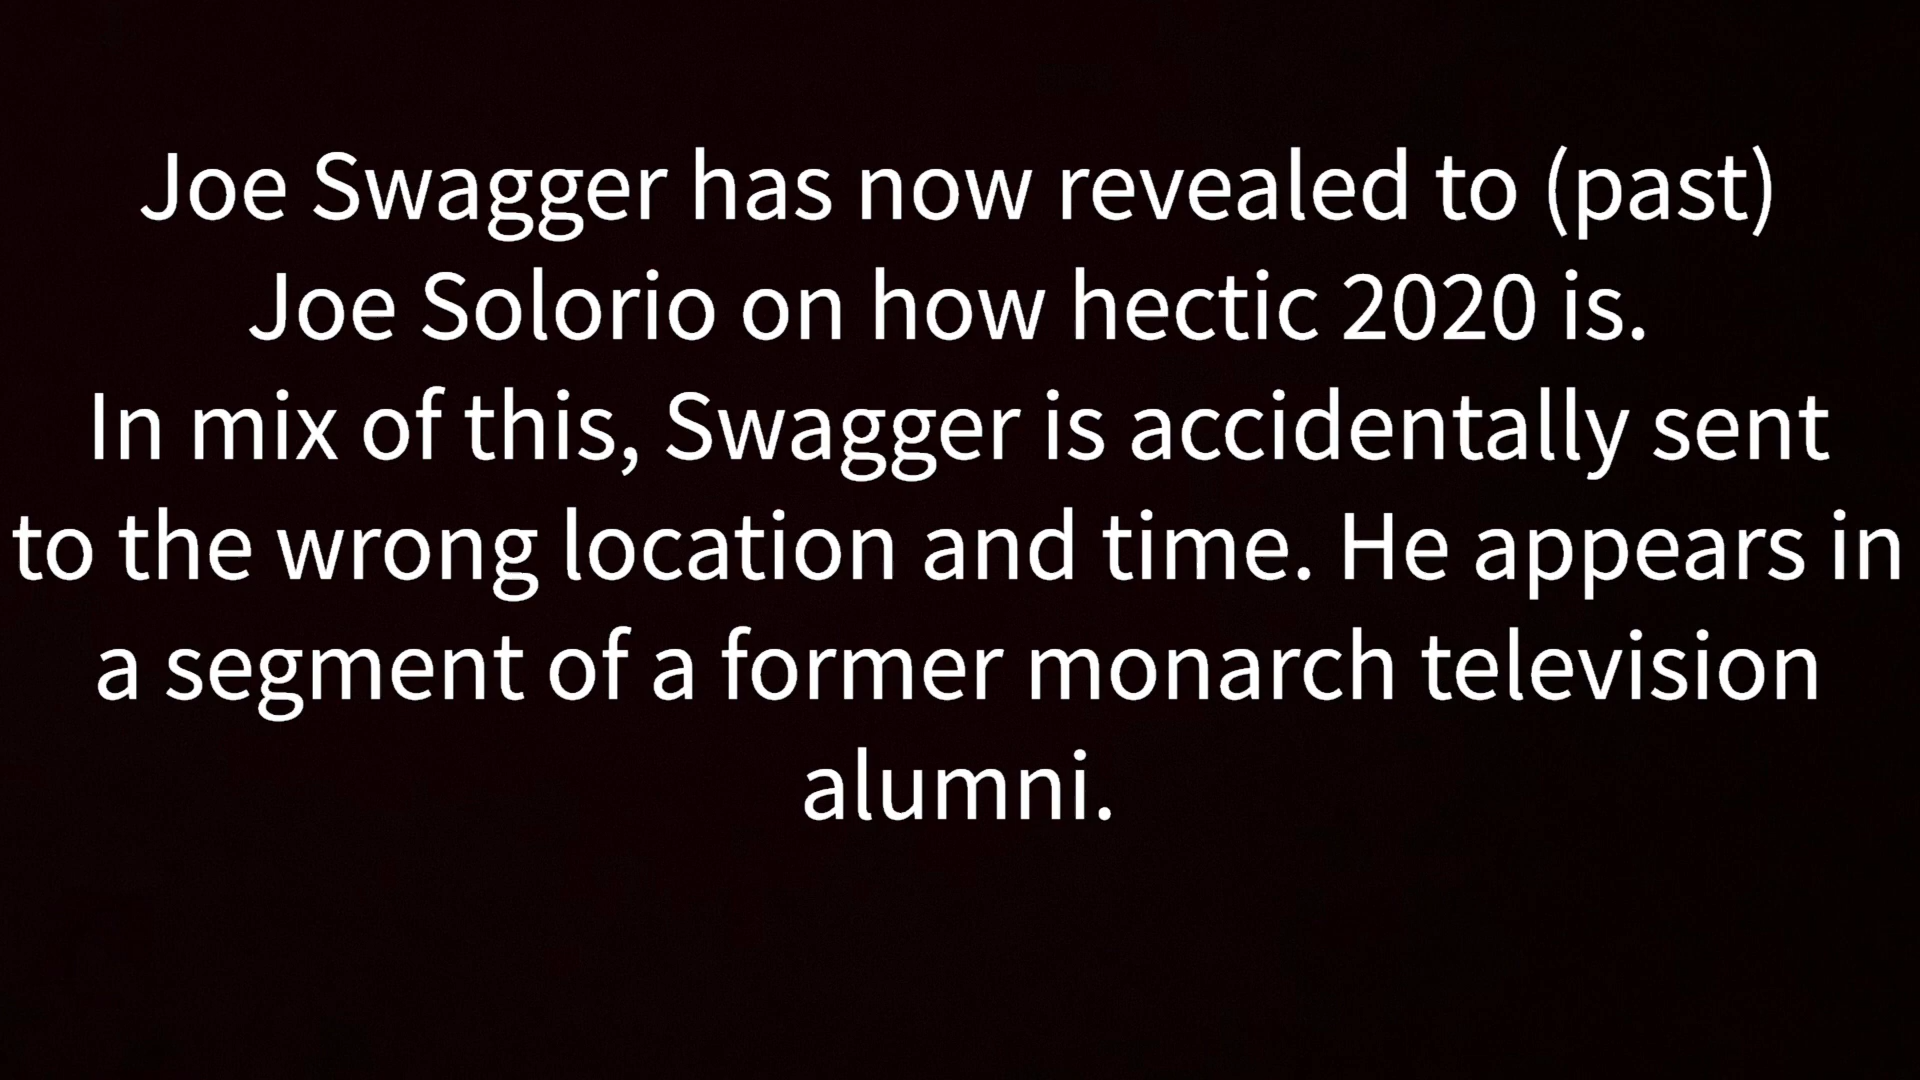 Joe Swagger has now revealed to (past)
Joe Solorio on how hectic 2020 is.
In mix of this, Swagger is accidentally sent
to the wrong location and time. He appears in
a segment of a former monarch television
alumni.